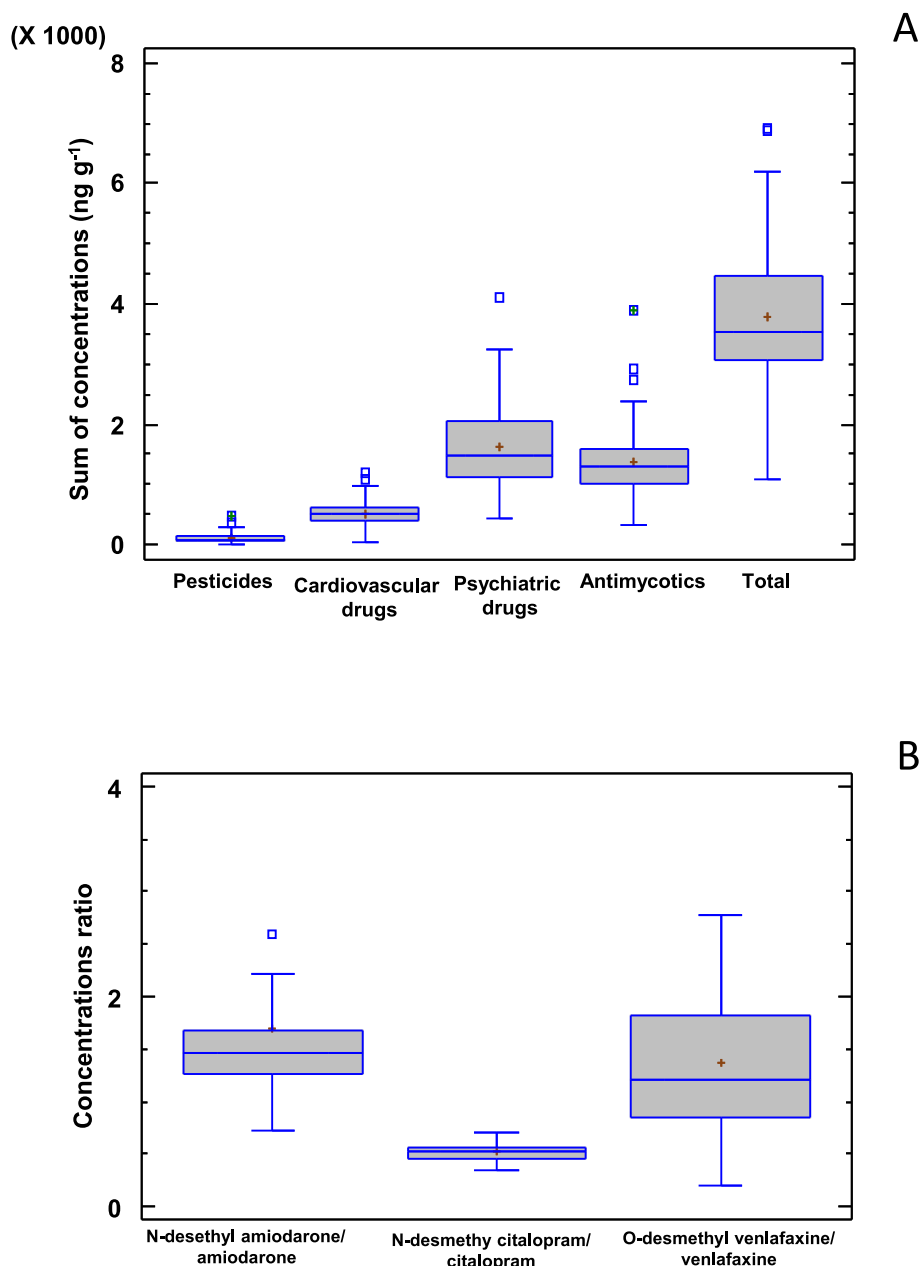 (X 1000)
A
8
6
4
2
0
Sum of concentrations (ng g-1)
Pesticides
Cardiovascular
drugs
Psychiatric
drugs
Antimycotics
Total
B
4
2
0
Concentrations ratio
N-desethyl amiodarone/
amiodarone
N-desmethy citalopram/
citalopram
O-desmethyl venlafaxine/
venlafaxine